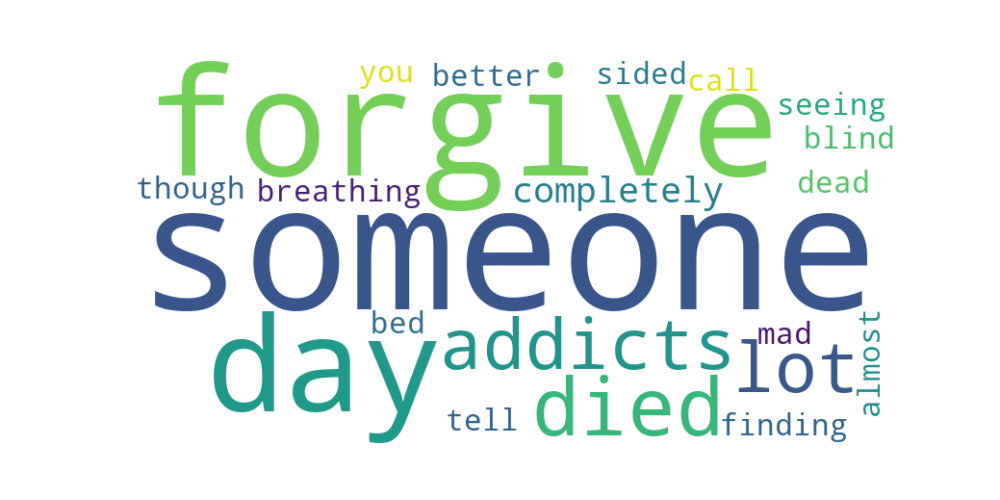 you better sided call
forgive seeing
blind
though breathing completely dead
someone
day bed addicts mad lot almost
tell died finding